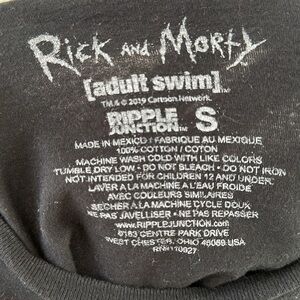 Rick and Morty
[adult swim]™
TM & © 2019 Cartoon Network.
RIPPLE
JUNCTION™ S
MADE IN MEXICO / FABRIQUE AU MEXIQUE
100% COTTON / COTON
MACHINE WASH COLD WITH LIKE COLORS
TUMBLE DRY LOW • DO NOT BLEACH • DO NOT IRON
NOT INTENDED FOR CHILDREN 12 AND UNDER
LAVER A LA MACHINE A L'EAU FROIDE
AVEC COULEURS SIMILAIRES
SECHER A LA MACHINE CYCLE DOUX
NE PAS JAVELLISER • NE PAS REPASSER
WWW.RIPPLEJUNCTION.COM
CENTRE PARK DRIVE
WEST CHESTER, OHIO USA